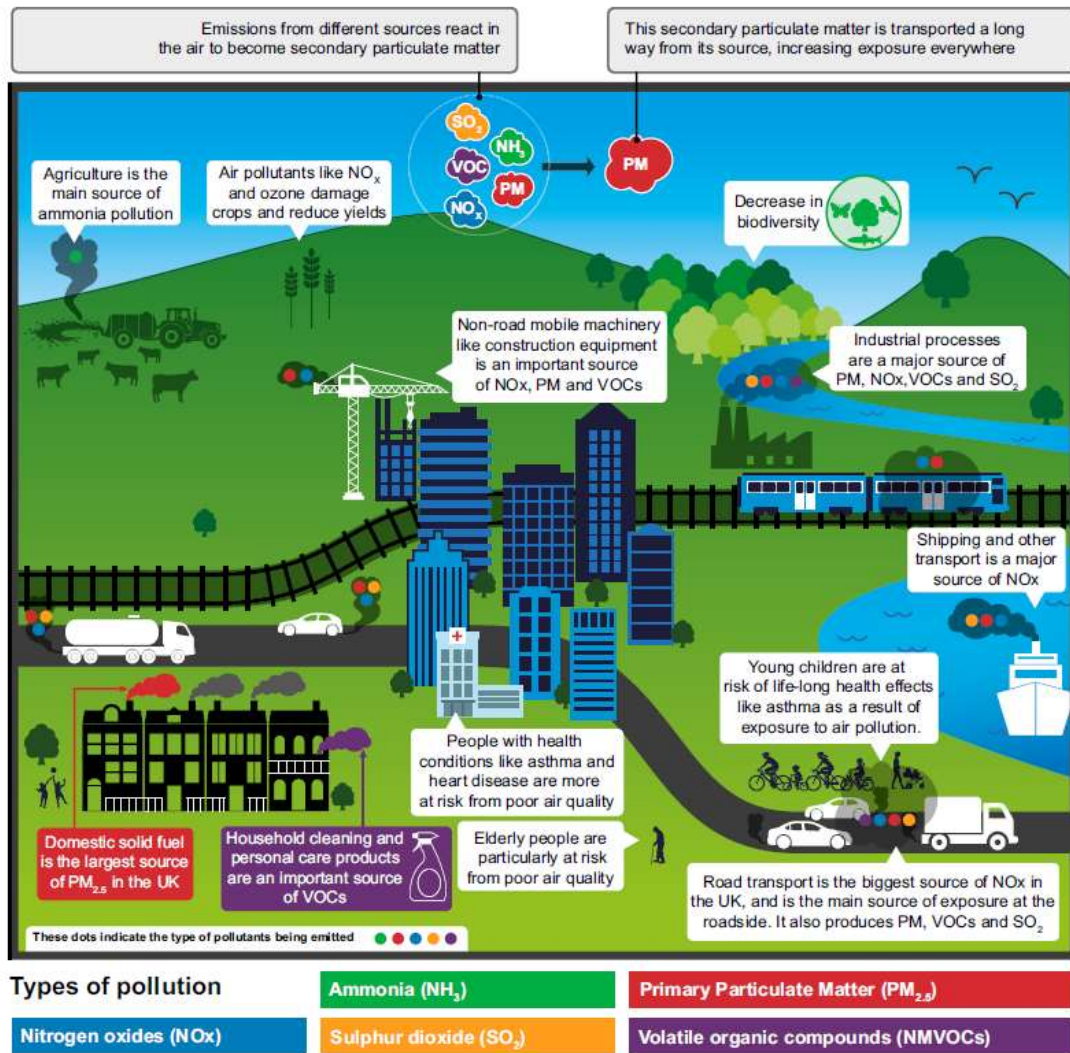 Emissions from different sources react in
the air to become secondary particulate matter
This secondary particulate matter is transported a long
way from its source, increasing exposure everywhere
SO₂
NH₃
VOC
PM
NOₓ
PM
Agriculture is the
main source of
ammonia pollution
Air pollutants like NOₓ
and ozone damage
crops and reduce yields
Decrease in
biodiversity
Non-road mobile machinery
like construction equipment
is an important source
of NOx, PM and VOCs
Industrial processes
are a major source of
PM, NOx,VOCs and SO₂
Shipping and other
transport is a major
source of NOx
Young children are at
risk of life-long health effects
like asthma as a result of
exposure to air pollution.
People with health
conditions like asthma and
heart disease are more
at risk from poor air quality
Domestic solid fuel
is the largest source
of PM₂.₅ in the UK
Household cleaning and
personal care products
are an important source
of VOCs
Elderly people are
particularly at risk
from poor air quality
Road transport is the biggest source of NOx in
the UK, and is the main source of exposure at the
roadside. It also produces PM, VOCs and SO₂
These dots indicate the type of pollutants being emitted
Types of pollution
Ammonia (NH₃)
Primary Particulate Matter (PM₂.₅)
Nitrogen oxides (NOx)
Sulphur dioxide (SO₂)
Volatile organic compounds (NMVOCs)